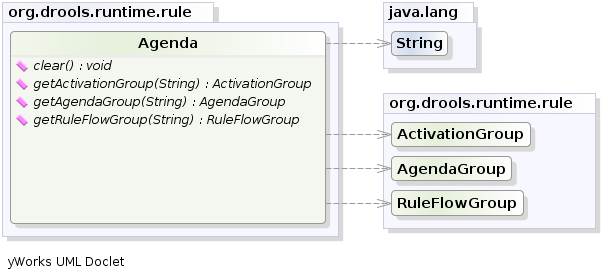 org.drools.runtime.rule
Agenda
clear() : void
getActivationGroup(String) : ActivationGroup
getAgendaGroup(String) : AgendaGroup
getRuleFlowGroup(String) : RuleFlowGroup
java.lang
String
org.drools.runtime.rule
ActivationGroup
AgendaGroup
RuleFlowGroup
yWorks UML Doclet